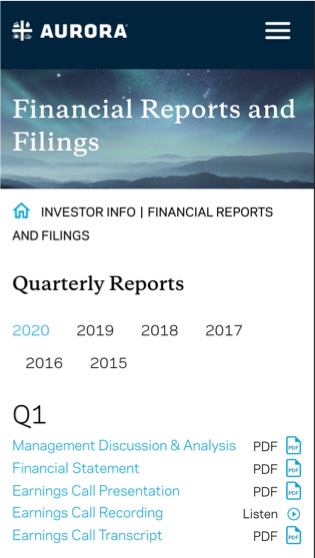 AURORA
Financial Reports and
Filings
INVESTOR INFO | FINANCIAL REPORTS
AND FILINGS
Quarterly Reports
2020 2019 2018 2017
2016 2015
Q1
Management Discussion & Analysis PDF PDF
Financial Statement PDF PDF
Earnings Call Presentation PDF PDF
Earnings Call Recording Listen
Earnings Call Transcript PDF PDF